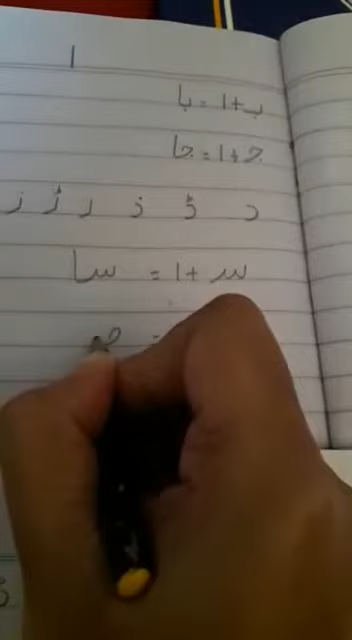 ا
ب+ا=با
ج+ا=جا
د ڈ ذ ر ڑ ز
س+ا=سا